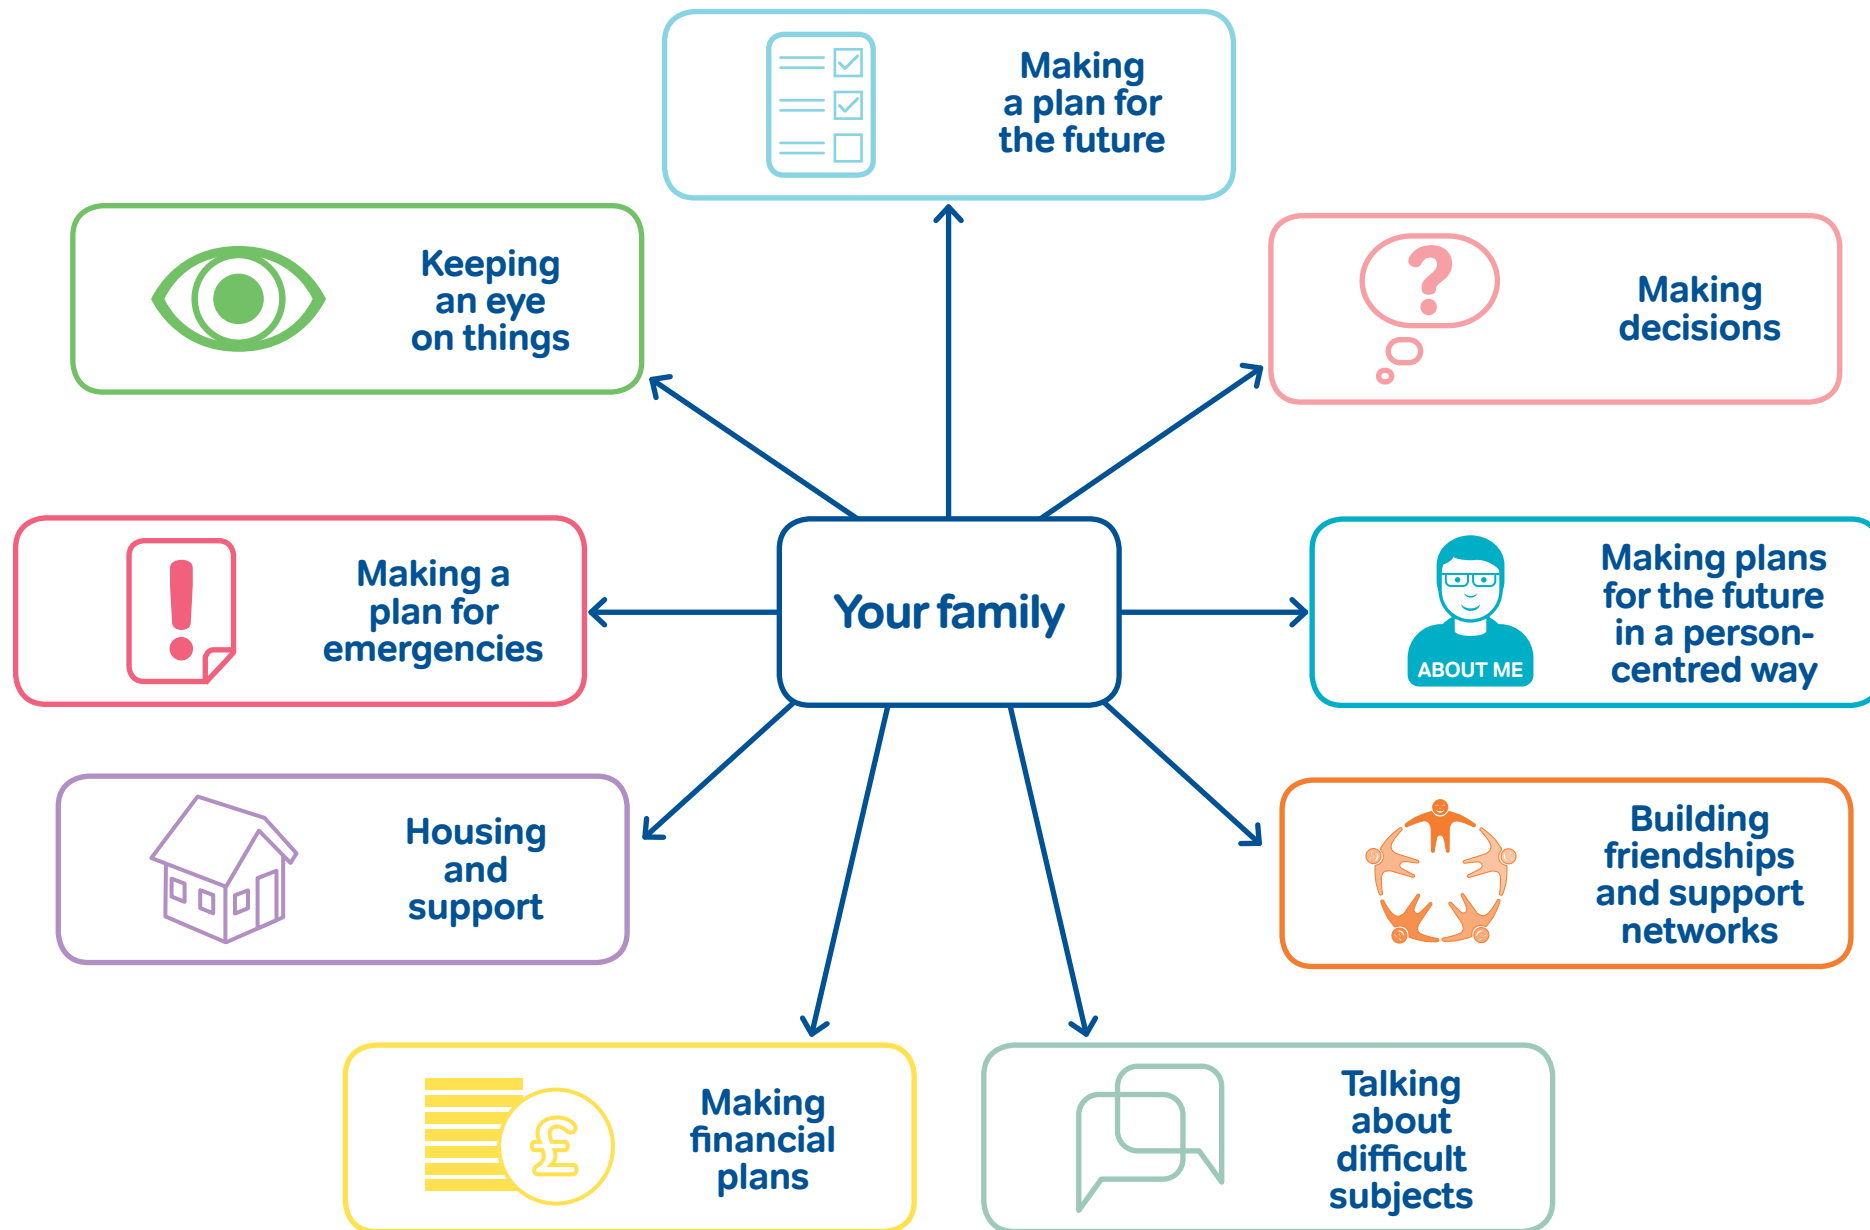 Making
a plan for
the future
Keeping
an eye
on things
?
Making
decisions
!
Making a
plan for
emergencies
Your family
ABOUT ME
Making plans
for the future
in a person-
centred way
Housing
and
support
Building
friendships
and support
networks
£
Making
financial
plans
Talking
about
difficult
subjects